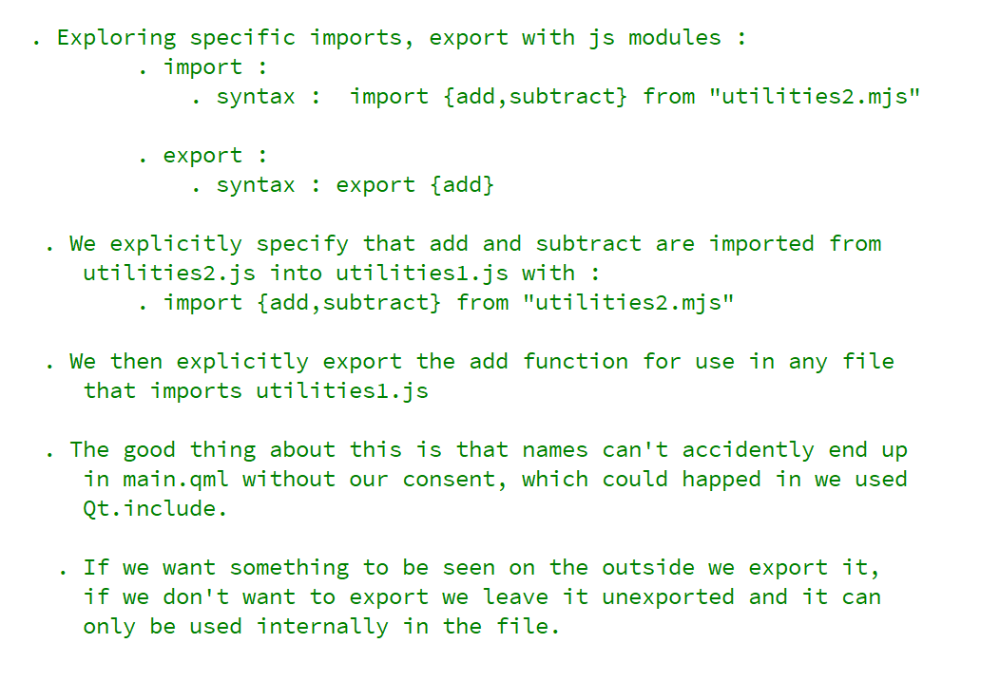 . Exploring specific imports, export with js modules :
. import :
. syntax :  import {add,subtract} from "utilities2.mjs"
. export :
. syntax : export {add}
. We explicitly specify that add and subtract are imported from
utilities2.js into utilities1.js with :
. import {add,subtract} from "utilities2.mjs"
. We then explicitly export the add function for use in any file
that imports utilities1.js
. The good thing about this is that names can't accidently end up
in main.qml without our consent, which could happed in we used
Qt.include.
. If we want something to be seen on the outside we export it,
if we don't want to export we leave it unexported and it can
only be used internally in the file.